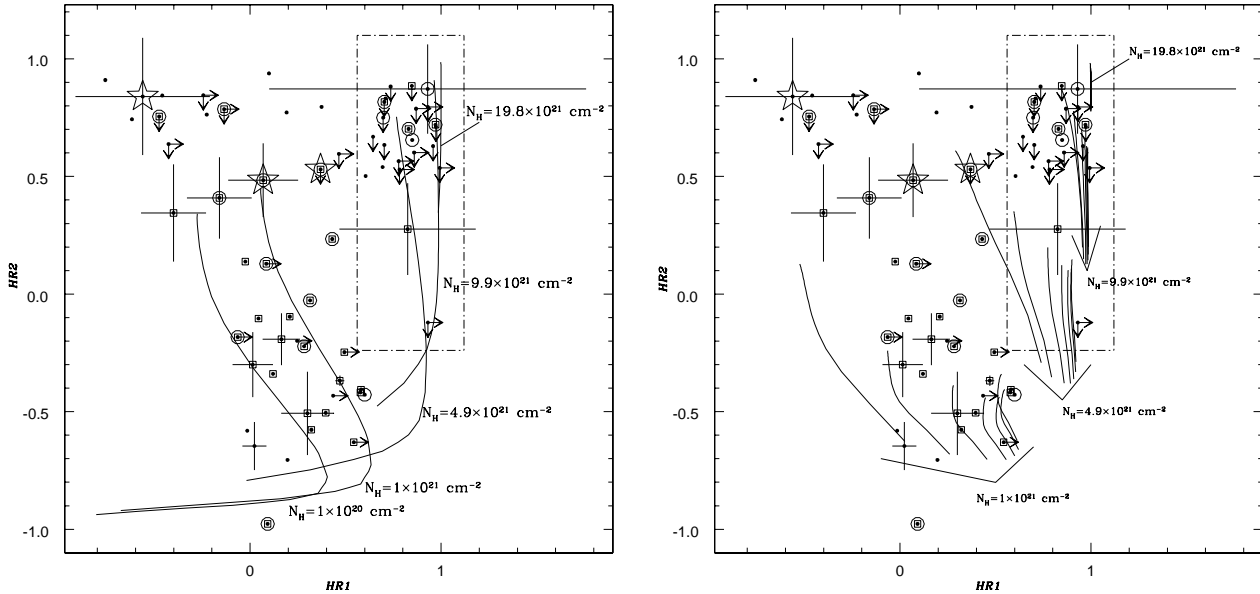 1.0
0.5
0.0
-0.5
-1.0
HR2
0
1
HR1
N_H=19.8×10^21 cm^-2
N_H=9.9×10^21 cm^-2
N_H=4.9×10^21 cm^-2
N_H=1×10^21 cm^-2
N_H=1×10^20 cm^-2
1.0
0.5
0.0
-0.5
-1.0
HR2
0
1
HR1
N_H=19.8×10^21 cm^-2
N_H=9.9×10^21 cm^-2
N_H=4.9×10^21 cm^-2
N_H=1×10^21 cm^-2